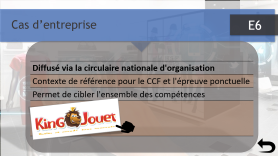 Cas d'entreprise
E6
Diffusé via la circulaire nationale d'organisation
Contexte de référence pour le CCF et l'épreuve ponctuelle
Permet de cibler l'ensemble des compétences
KING JOUET